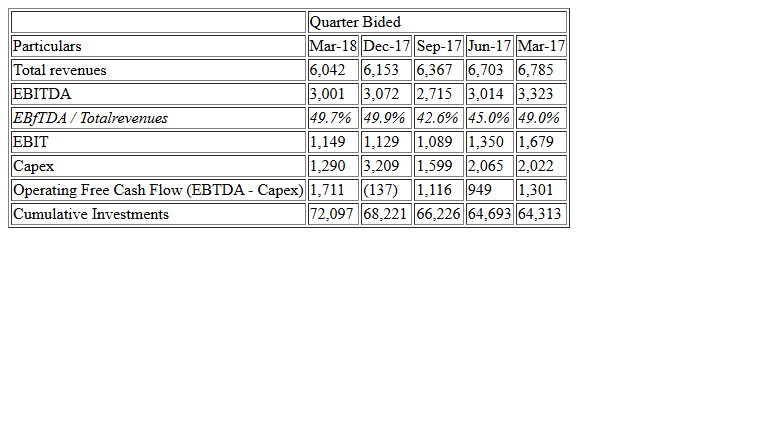 Quarter Bided
Particulars Mar-18 Dec-17 Sep-17 Jun-17 Mar-17
Total revenues 6,042 6,153 6,367 6,703 6,785
EBITDA 3,001 3,072 2,715 3,014 3,323
EBfTDA / Totalrevenues 49.7% 49.9% 42.6% 45.0% 49.0%
EBIT 1,149 1,129 1,089 1,350 1,679
Capex 1,290 3,209 1,599 2,065 2,022
Operating Free Cash Flow (EBTDA - Capex) 1,711 (137) 1,116 949 1,301
Cumulative Investments 72,097 68,221 66,226 64,693 64,313